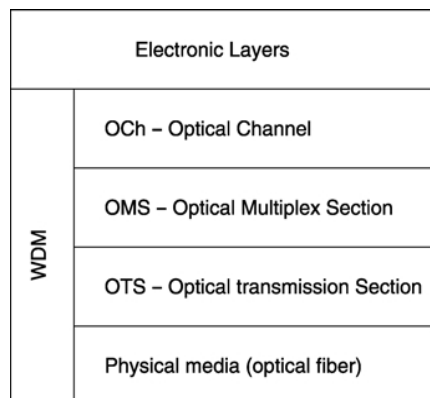 Electronic Layers
OCh – Optical Channel
OMS – Optical Multiplex Section
WDM
OTS – Optical transmission Section
Physical media (optical fiber)